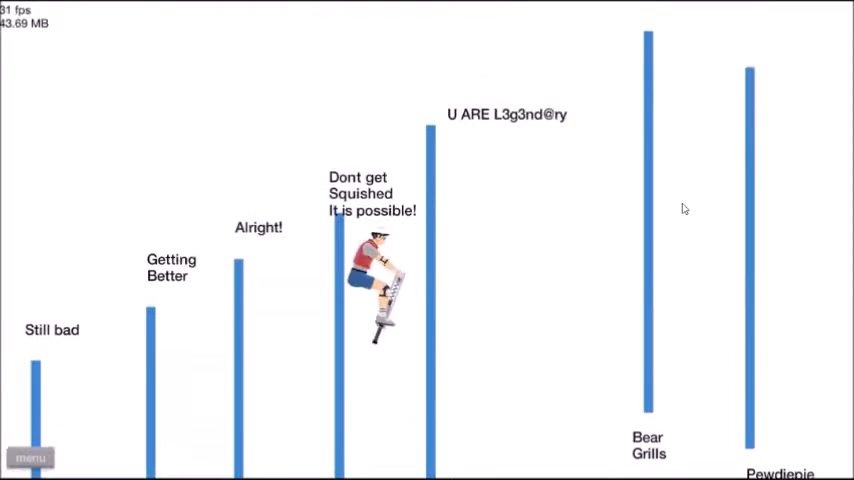 31 fps
43.69 MB
U ARE L3g3nd@ry
Dont get
Squished
It is possible!
Alright!
Getting
Better
Still bad
Bear
Grills
menu
Pewdiepie